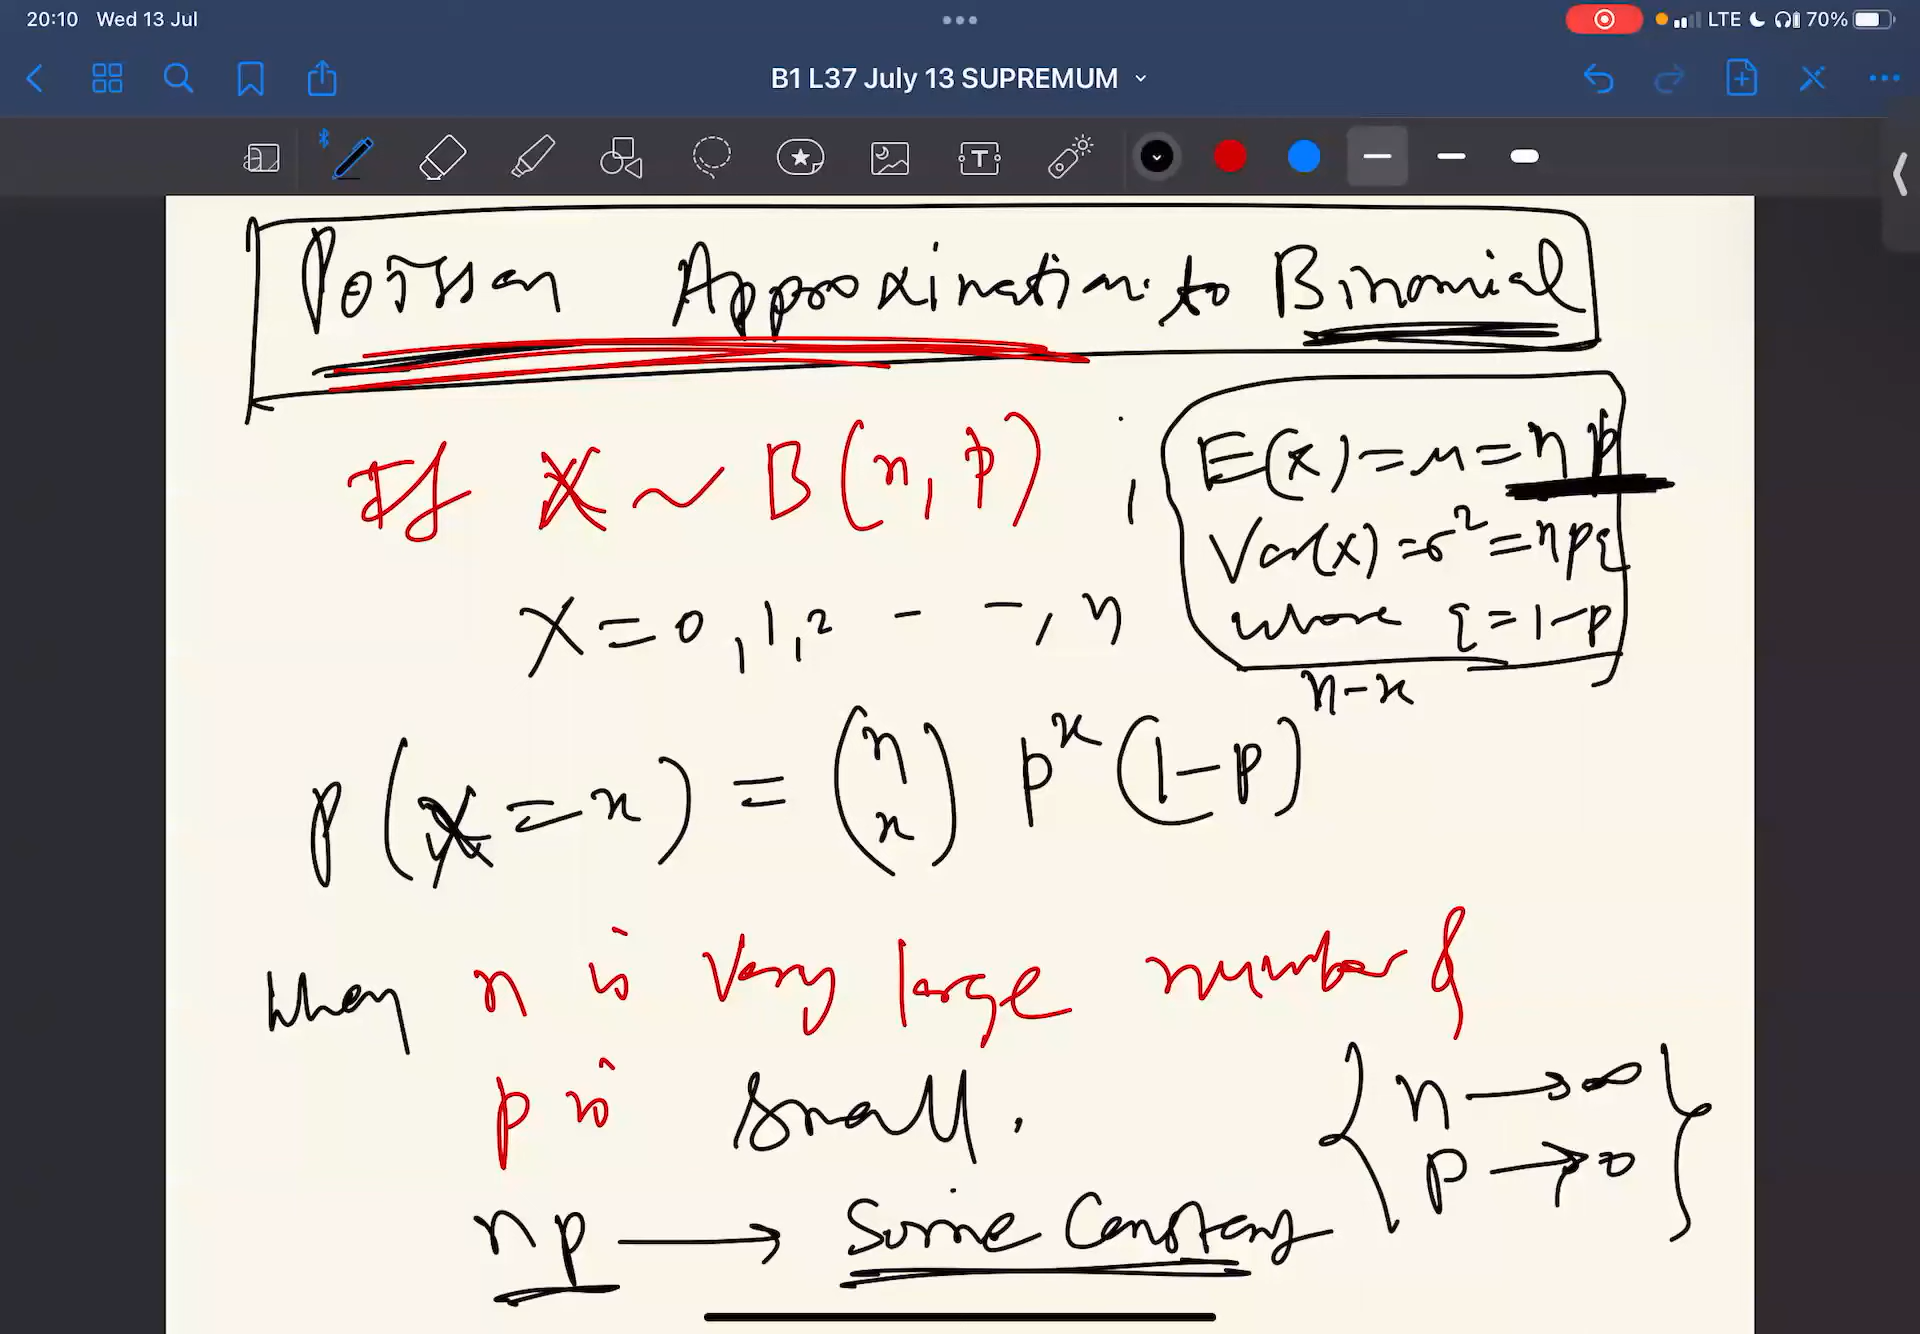 20:10 Wed 13 Jul
LTE 70%
B1 L37 July 13 SUPREMUM
Poisson Approximation to Binomial
If X ~ B(n, p) ;
E(x) = μ = np
Var(x) = σ² = npq
where q = 1-p
X = 0, 1, 2 - -, n
P(X = x) = (n x) p^x (1-p)^n-x
when n is very large number &
p is small.
{ n → ∞
p → 0 }
np → Some Constant